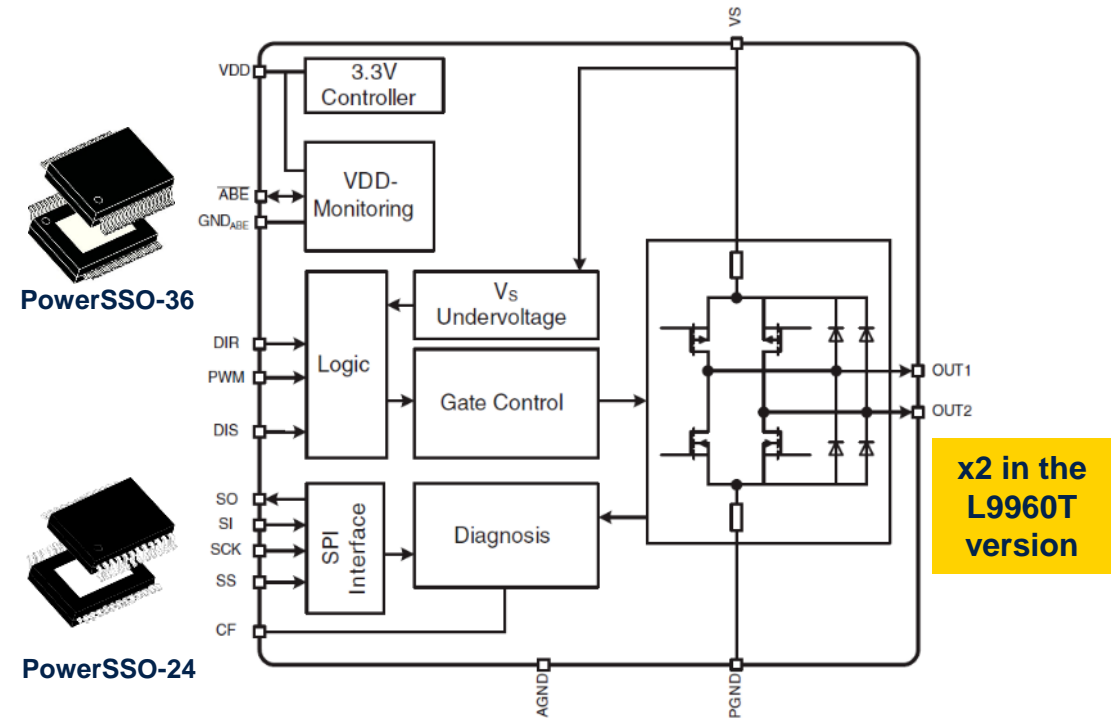 VS
VDD
3.3V
Controller
ABE
GNDABE
VDD-
Monitoring
PowerSSO-36
VS
Undervoltage
DIR
PWM
DIS
Logic
Gate Control
OUT1
OUT2
x2 in the
L9960T
version
SO
SI
SCK
SS
CF
SPI
Interface
Diagnosis
PowerSSO-24
AGND
PGND